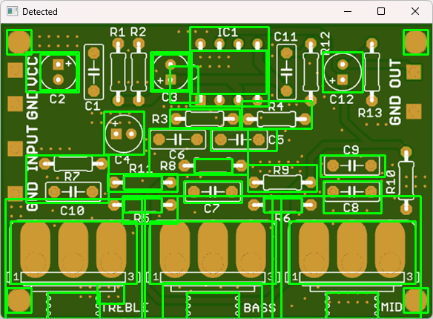 Detected
R1 R2
IC1
C11
R12
GND VCC
C2
C1
C3
C12
R13
GND OUT
R3
R4
C4
C5
C6
GND INPUT
R7
R8
R11
R9
C9
R10
C10
C7
C8
R5
R6
1 3
1 3
1 3
TREBLE
BASS
MID